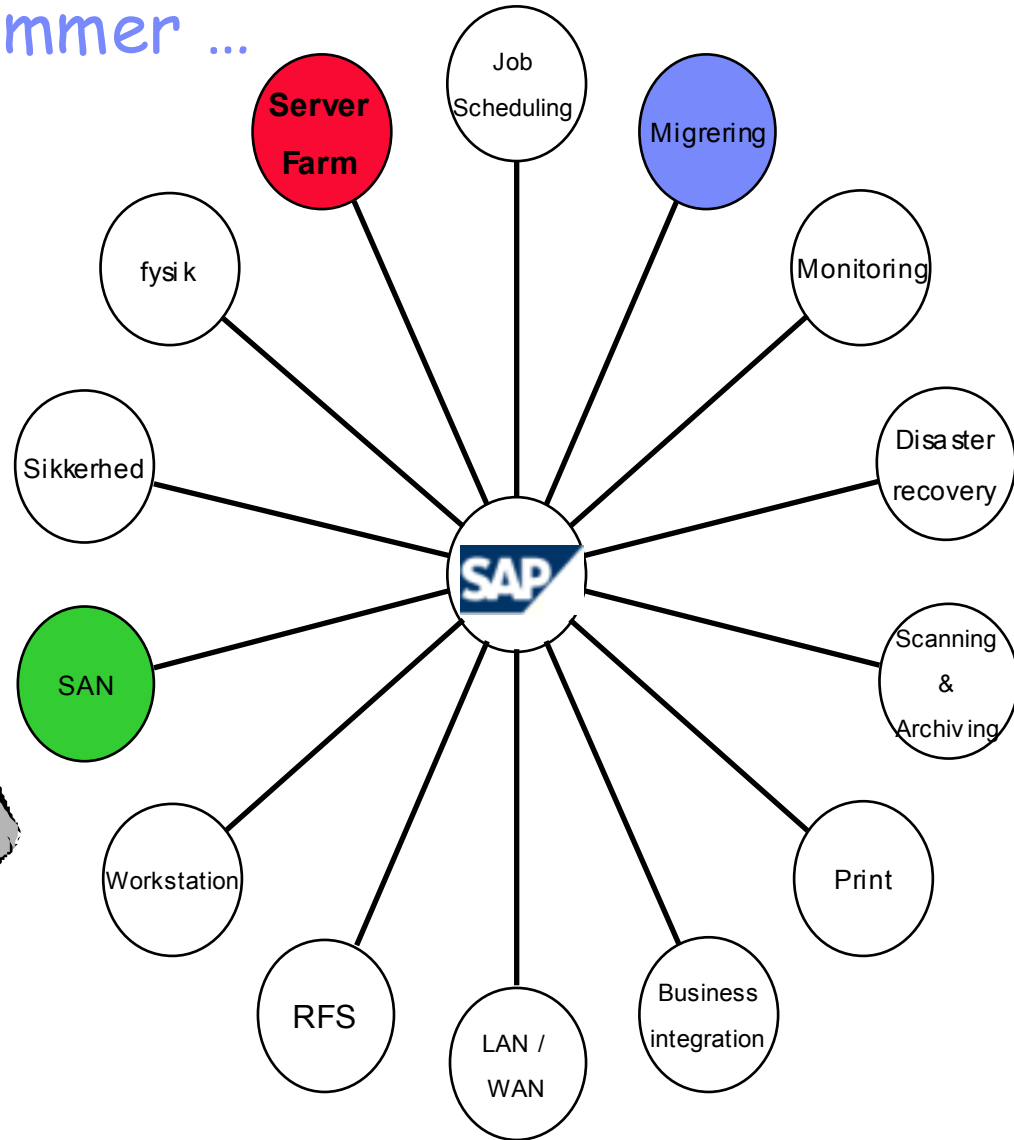 mmer ...
Job
Scheduling
Server
Farm
Migrering
fysik
Monitoring
Sikkerhed
Disaster
recovery
SAP
SAN
Scanning
&
Archiving
Workstation
Print
RFS
Business
integration
LAN /
WAN